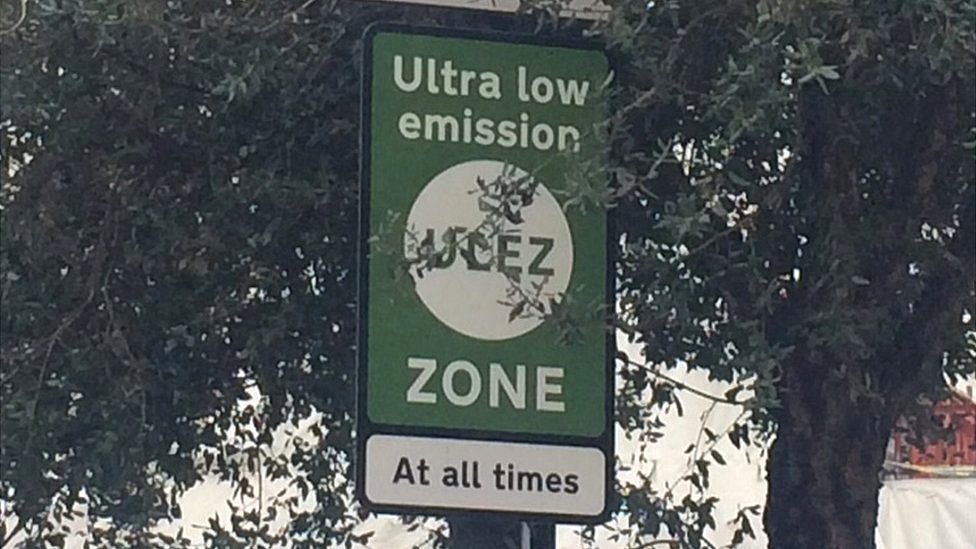 Ultra low
emission
ULEZ
ZONE
At all times